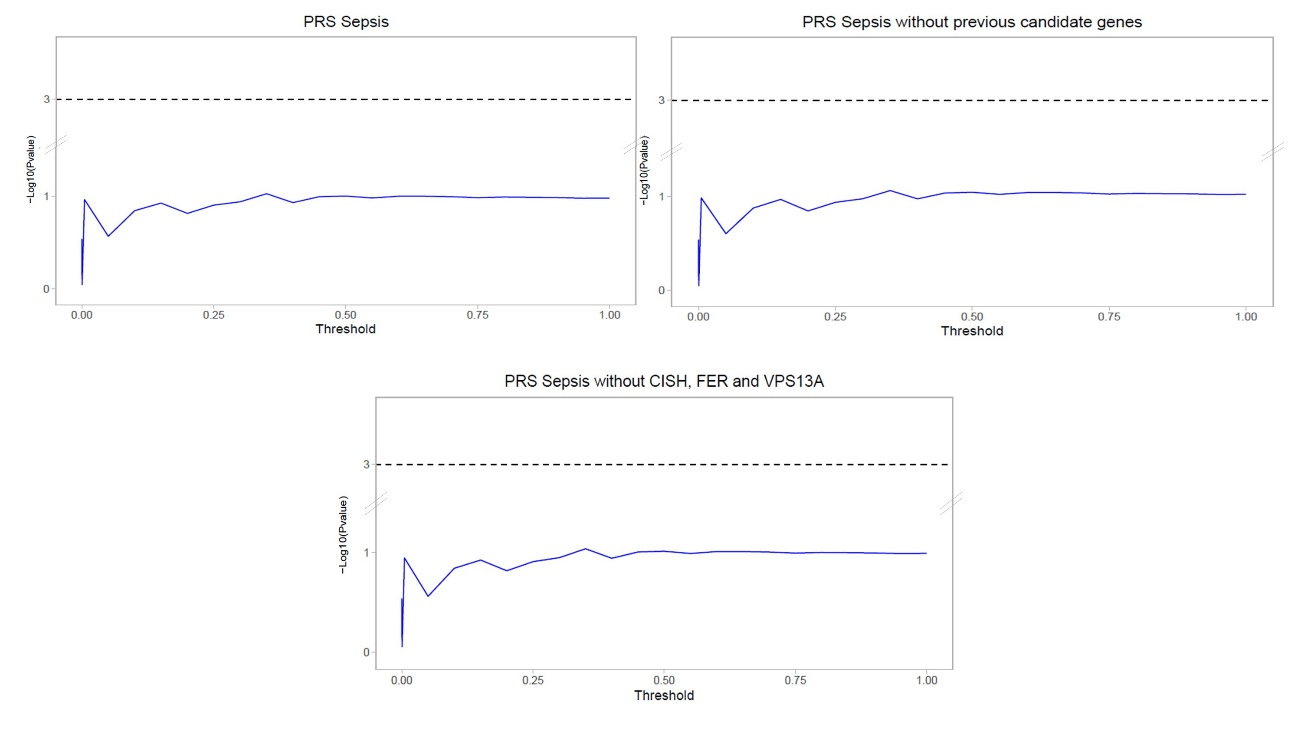 PRS Sepsis
3
1
0
−Log10(Pvalue)
0.00 0.25 0.50 0.75 1.00
Threshold
PRS Sepsis without previous candidate genes
3
1
0
−Log10(Pvalue)
0.00 0.25 0.50 0.75 1.00
Threshold
PRS Sepsis without CISH, FER and VPS13A
3
1
0
−Log10(Pvalue)
0.00 0.25 0.50 0.75 1.00
Threshold